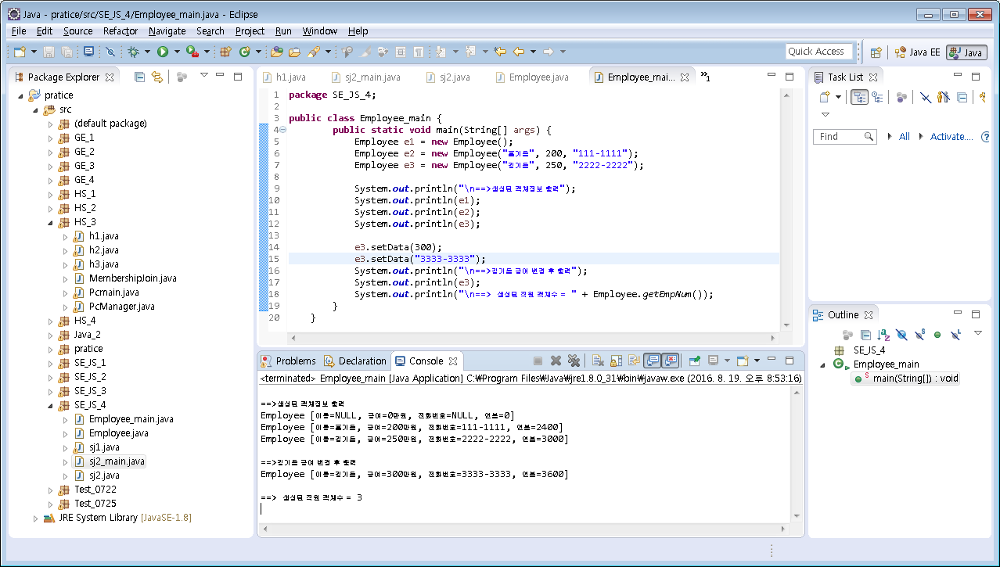 Java - pratice/src/SE_JS_4/Employee_main.java - Eclipse
File Edit Source Refactor Navigate Search Project Run Window Help
Quick Access
Java EE
Java
Package Explorer
pratice
src
(default package)
GE_1
GE_2
GE_3
GE_4
HS_1
HS_2
HS_3
h1.java
h2.java
h3.java
MembershipJoin.java
Pcmain.java
PcManager.java
HS_4
Java_2
pratice
SE_JS_1
SE_JS_2
SE_JS_3
SE_JS_4
Employee_main.java
Employee.java
sj1.java
sj2_main.java
sj2.java
Test_0722
Test_0725
JRE System Library [JavaSE-1.8]
h1.java sj2_main.java sj2.java Employee.java Employee_mai... »1
1 package SE_JS_4;
2
3 public class Employee_main {
4 public static void main(String[] args) {
5 Employee e1 = new Employee();
6 Employee e2 = new Employee("홍길동", 200, "111-1111");
7 Employee e3 = new Employee("김기동", 250, "2222-2222");
8
9 System.out.println("\n==>생성된 객체정보 출력");
10 System.out.println(e1);
11 System.out.println(e2);
12 System.out.println(e3);
13
14 e3.setData(300);
15 e3.setData("3333-3333");
16 System.out.println("\n==>김기동 급여 변경 후 출력");
17 System.out.println(e3);
18 System.out.println("\n==> 생성된 직원 객체수 = " + Employee.getEmpNum());
19 }
20 }
Problems Declaration Console
<terminated> Employee_main [Java Application] C:₩Program Files₩Java₩jre1.8.0_31₩bin₩javaw.exe (2016. 8. 19. 오후 8:53:16)
==>생성된 객체정보 출력
Employee [이름=NULL, 급여=0만원, 전화번호=NULL, 연봉=0]
Employee [이름=홍길동, 급여=200만원, 전화번호=111-1111, 연봉=2400]
Employee [이름=김기동, 급여=250만원, 전화번호=2222-2222, 연봉=3000]
==>김기동 급여 변경 후 출력
Employee [이름=김기동, 급여=300만원, 전화번호=3333-3333, 연봉=3600]
==> 생성된 직원 객체수 = 3
Task List
Find
All
Activate...
Outline
SE_JS_4
Employee_main
main(String[]) : void